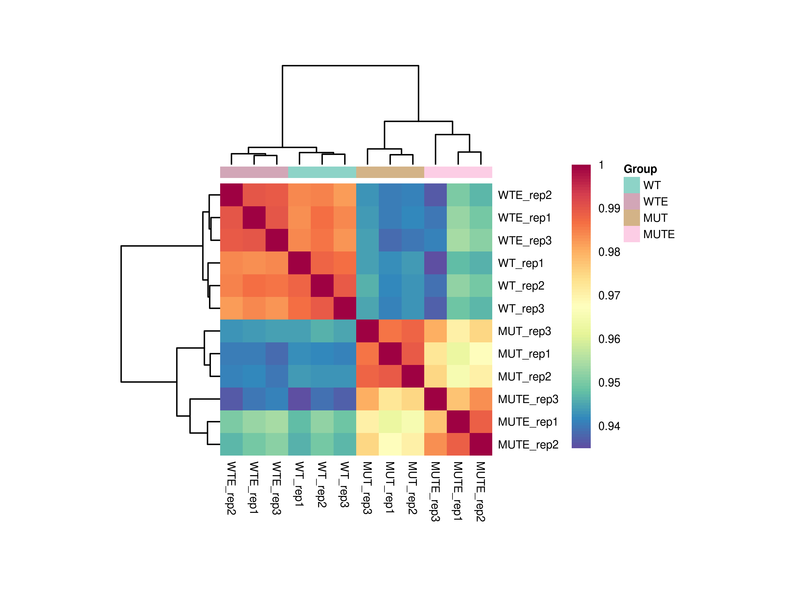 1
0.99
0.98
0.97
0.96
0.95
0.94
Group
WT
WTE
MUT
MUTE
WTE_rep2
WTE_rep1
WTE_rep3
WT_rep1
WT_rep2
WT_rep3
MUT_rep3
MUT_rep1
MUT_rep2
MUTE_rep3
MUTE_rep1
MUTE_rep2
WTE_rep2
WTE_rep1
WTE_rep3
WT_rep1
WT_rep2
WT_rep3
MUT_rep3
MUT_rep1
MUT_rep2
MUTE_rep3
MUTE_rep1
MUTE_rep2